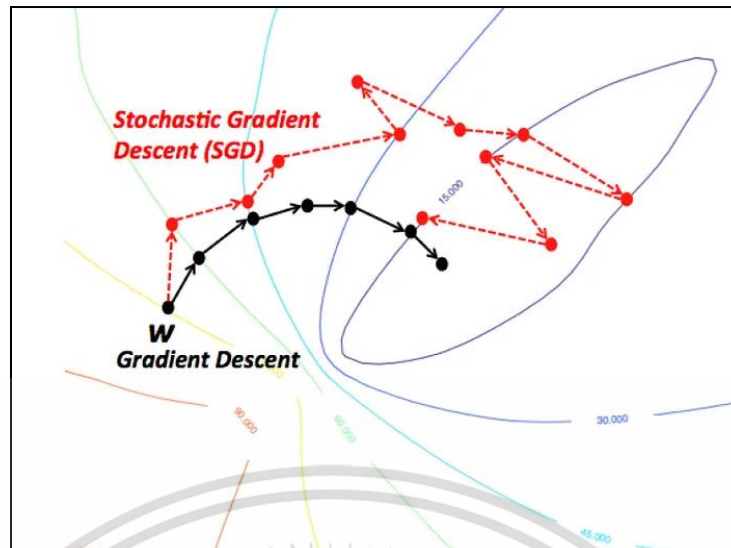 Stochastic Gradient
Descent (SGD)
15.000
W
Gradient Descent
90.000
60.000
30.000
45.000